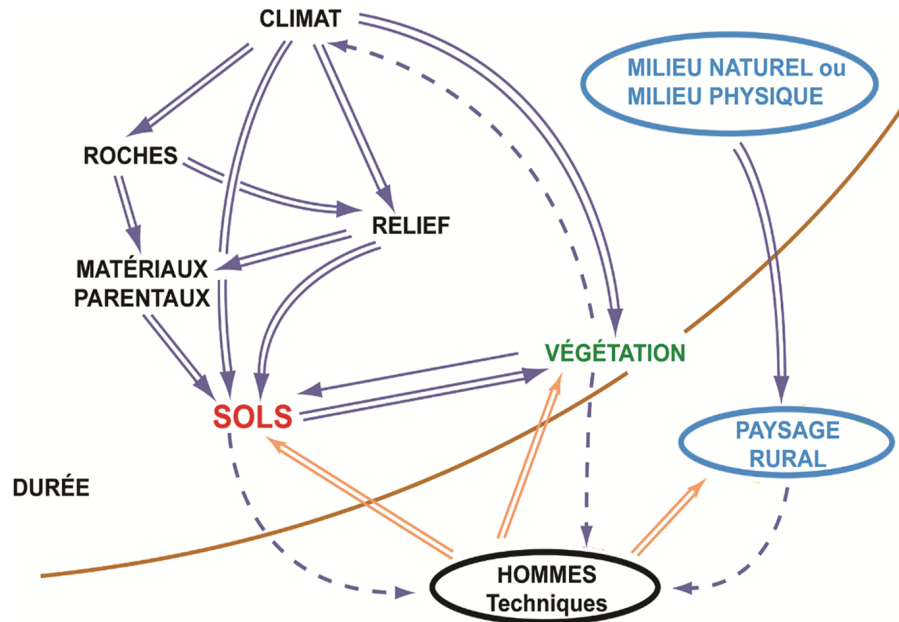 CLIMAT
MILIEU NATUREL ou
MILIEU PHYSIQUE
ROCHES
RELIEF
MATÉRIAUX
PARENTAUX
VÉGÉTATION
SOLS
PAYSAGE
RURAL
DURÉE
HOMMES
Techniques